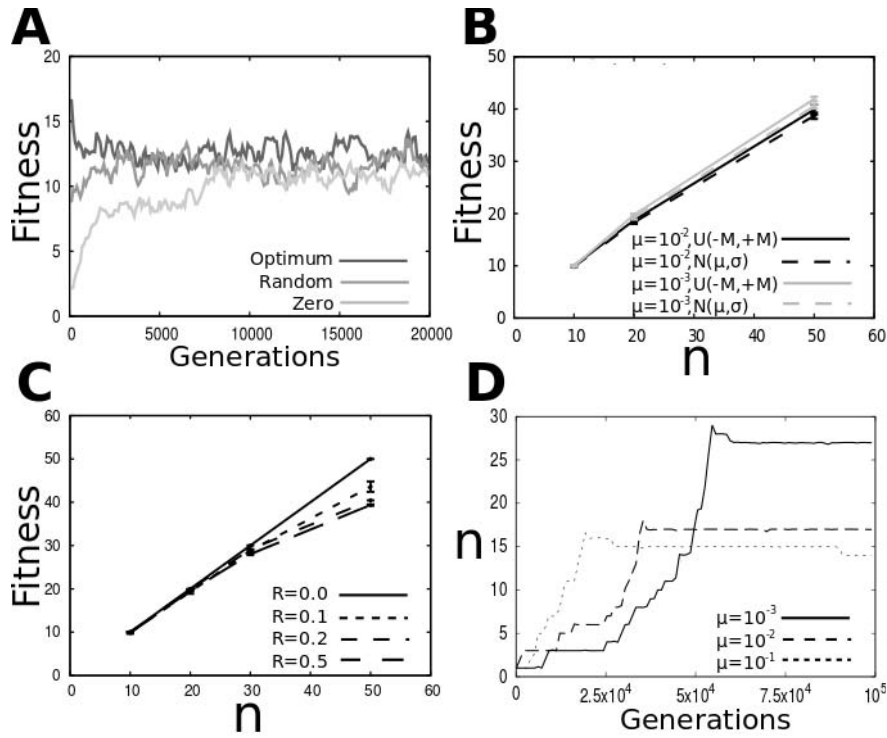 A
20
15
10
5
0
Fitness
Optimum
Random
Zero
0 5000 10000 15000 20000
Generations
B
50
40
30
20
10
0
Fitness
μ=10⁻²,U(-M,+M)
μ=10⁻²,N(μ,σ)
μ=10⁻³,U(-M,+M)
μ=10⁻³N(μ,σ)
0 10 20 30 40 50 60
n
C
60
50
40
30
20
10
0
Fitness
R=0.0
R=0.1
R=0.2
R=0.5
0 10 20 30 40 50 60
n
D
30
25
20
15
10
5
0
n
μ=10⁻³
μ=10⁻²
μ=10⁻¹
0 2.5x10⁴ 5x10⁴ 7.5x10⁴ 10⁵
Generations